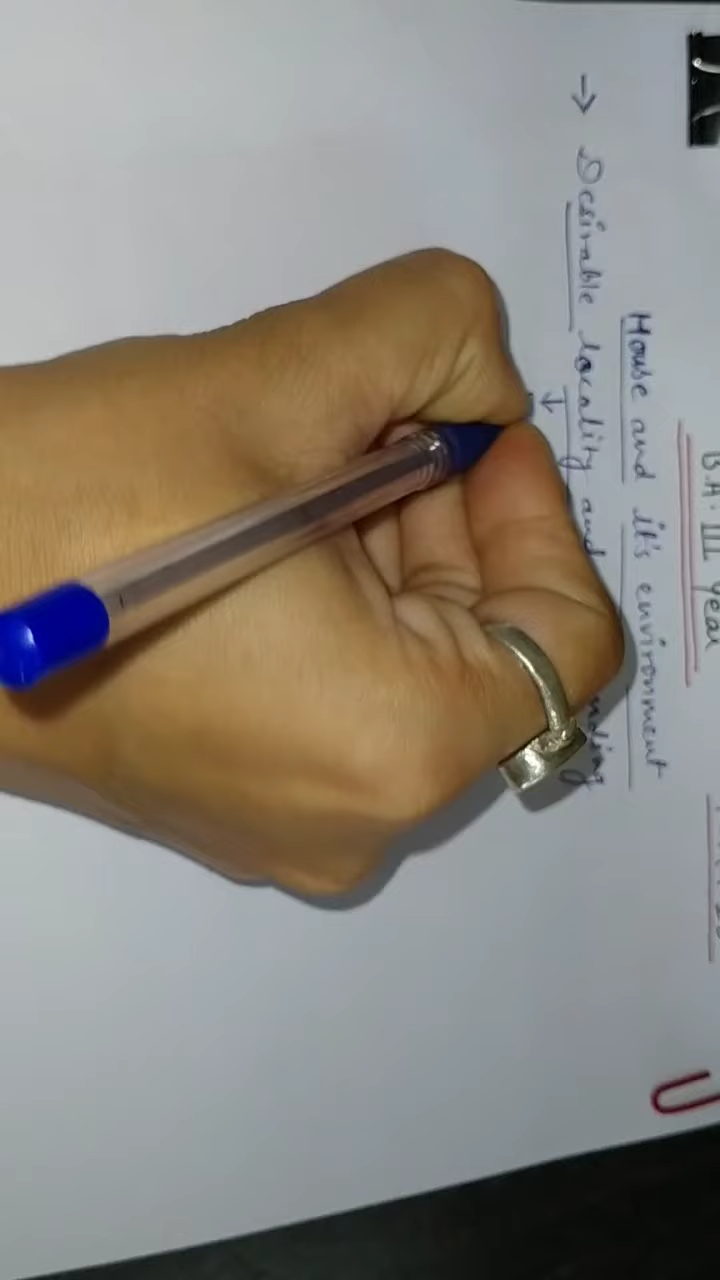 B.A. III year
House and it's environment
→ Desirable locality and
↓